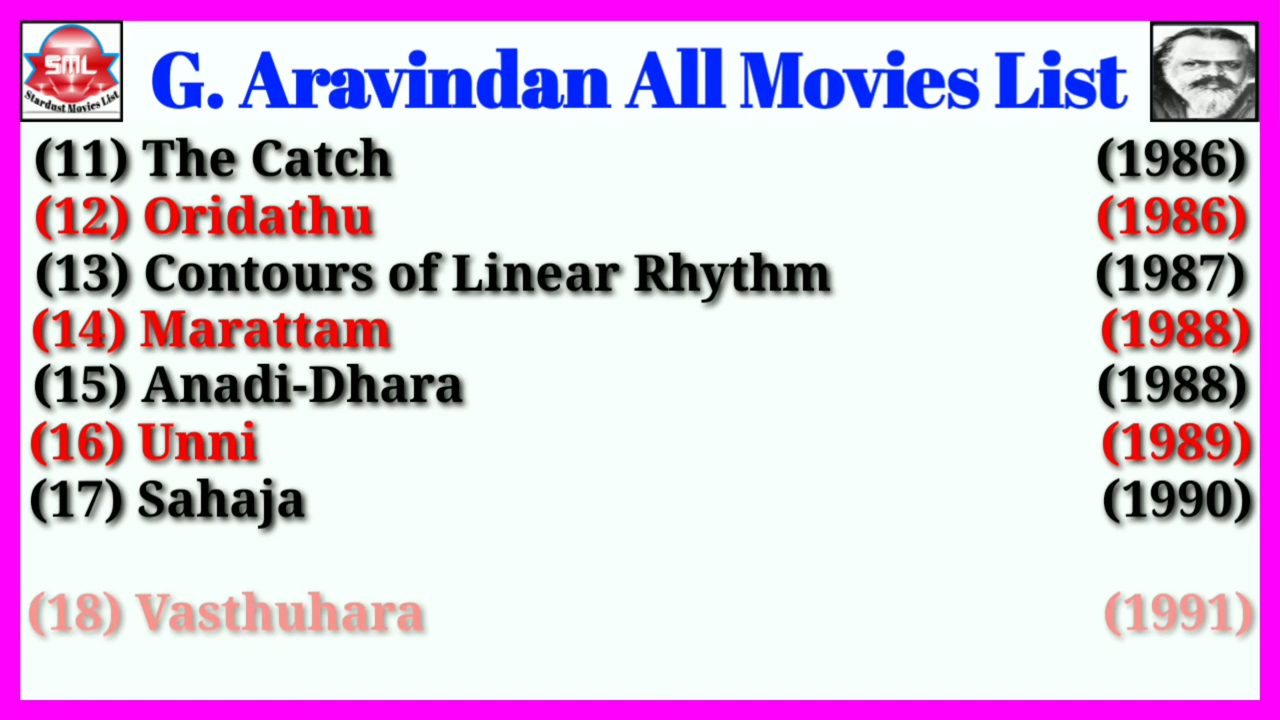 SML
Stardust Movies List
G. Aravindan All Movies List
(11) The Catch (1986)
(12) Oridathu (1986)
(13) Contours of Linear Rhythm (1987)
(14) Marattam (1988)
(15) Anadi-Dhara (1988)
(16) Unni (1989)
(17) Sahaja (1990)
(18) Vasthuhara (1991)